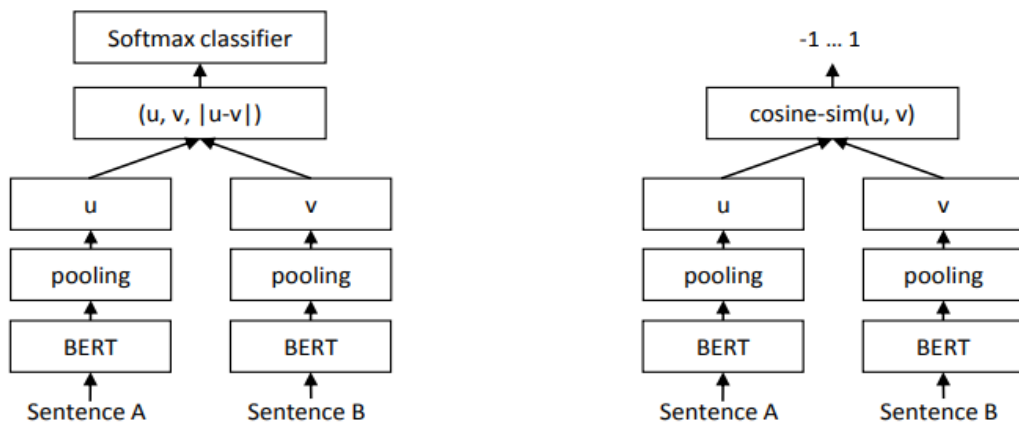 Softmax classifier
(u, v, |u-v|)
u
v
pooling
pooling
BERT
BERT
Sentence A
Sentence B
-1 … 1
cosine-sim(u, v)
u
v
pooling
pooling
BERT
BERT
Sentence A
Sentence B